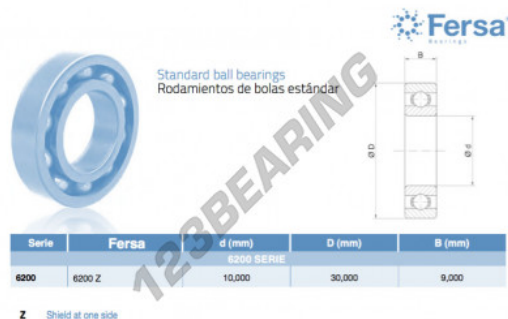 Fersa
Bearings
Standard ball bearings
Rodamientos de bolas estándar
B
Ø D
Ø d
123BEARING
Serie Fersa d (mm) D (mm) B (mm)
6200 SERIE
6200 6200 Z 10,000 30,000 9,000
Z Shield at one side